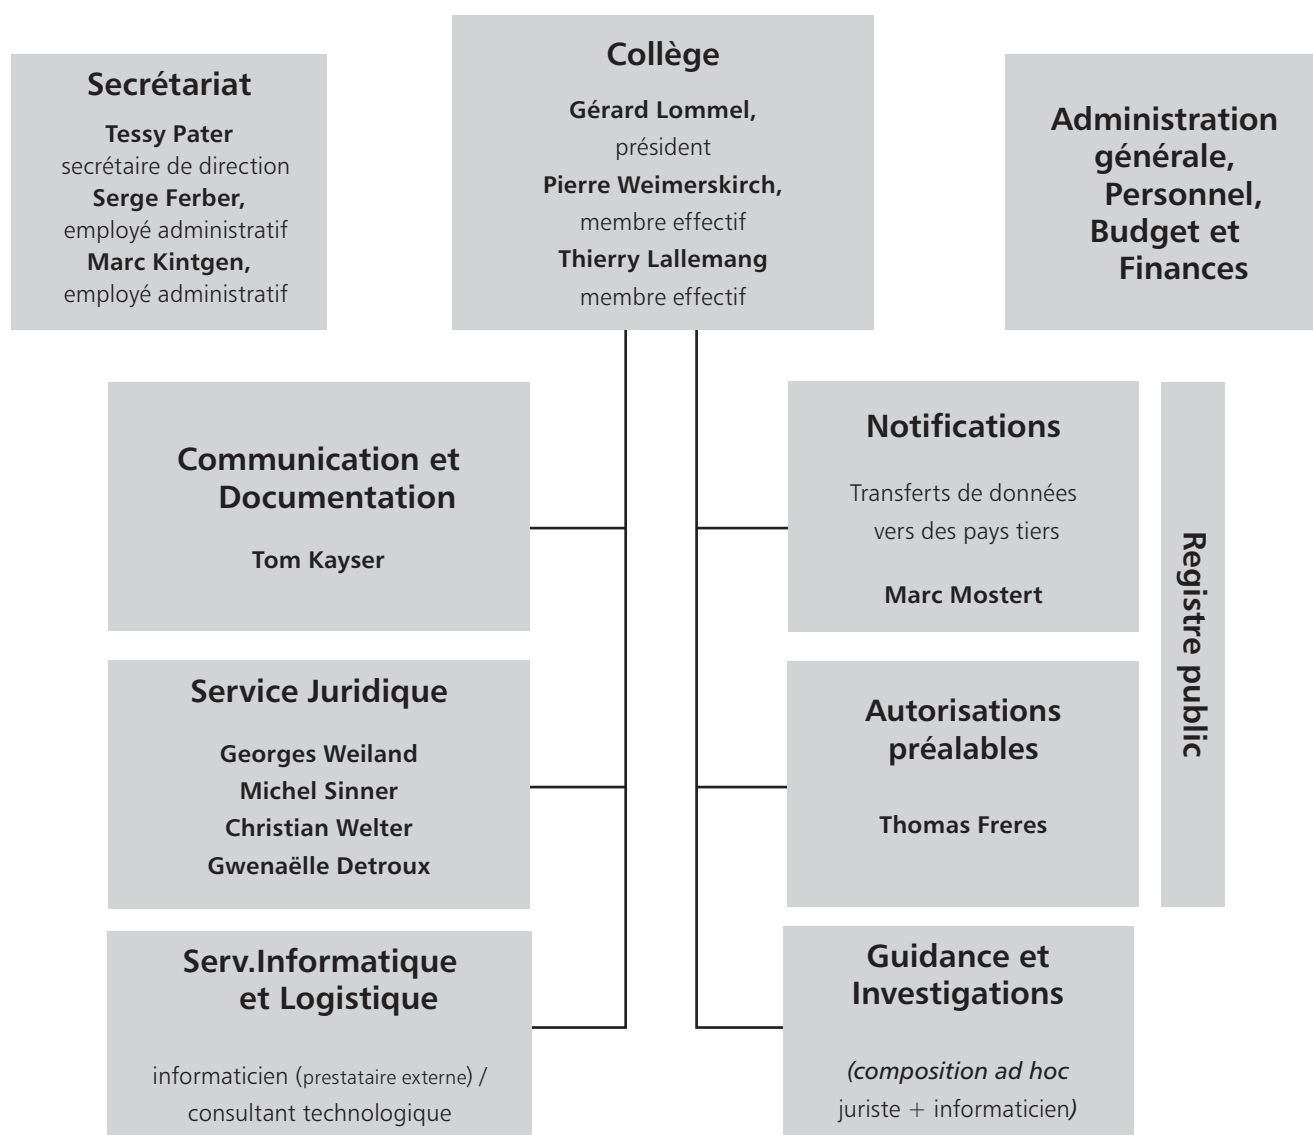 Secrétariat
Tessy Pater
secrétaire de direction
Serge Ferber,
employé administratif
Marc Kintgen,
employé administratif
Collège
Gérard Lommel,
président
Pierre Weimerskirch,
membre effectif
Thierry Lallemang
membre effectif
Administration
générale,
Personnel,
Budget et
Finances
Communication et
Documentation
Tom Kayser
Notifications
Transferts de données
vers des pays tiers
Marc Mostert
Registre public
Service Juridique
Georges Weiland
Michel Sinner
Christian Welter
Gwenaëlle Detroux
Autorisations
préalables
Thomas Freres
Serv.Informatique
et Logistique
informaticien (prestataire externe) /
consultant technologique
Guidance et
Investigations
(composition ad hoc
juriste + informaticien)